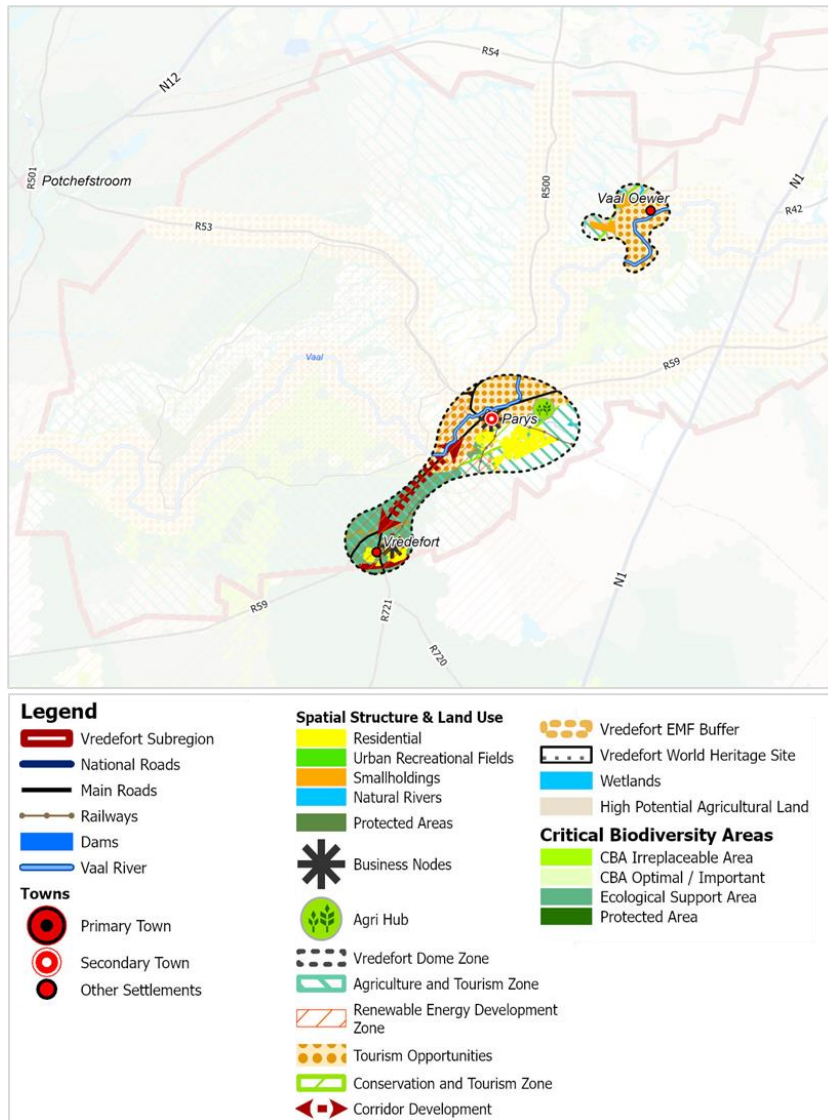 R54
N12
R501
Potchefstroom
R500
Vaal Oewer
N1
R42
R53
Vaal
R59
Parys
Vredefort
N1
R59
R721
R720
Legend
Vredefort Subregion
National Roads
Main Roads
Railways
Dams
Vaal River
Towns
Primary Town
Secondary Town
Other Settlements
Spatial Structure & Land Use
Residential
Urban Recreational Fields
Smallholdings
Natural Rivers
Protected Areas
Business Nodes
Agri Hub
Vredefort Dome Zone
Agriculture and Tourism Zone
Renewable Energy Development
Zone
Tourism Opportunities
Conservation and Tourism Zone
Corridor Development
Vredefort EMF Buffer
Vredefort World Heritage Site
Wetlands
High Potential Agricultural Land
Critical Biodiversity Areas
CBA Irreplaceable Area
CBA Optimal / Important
Ecological Support Area
Protected Area